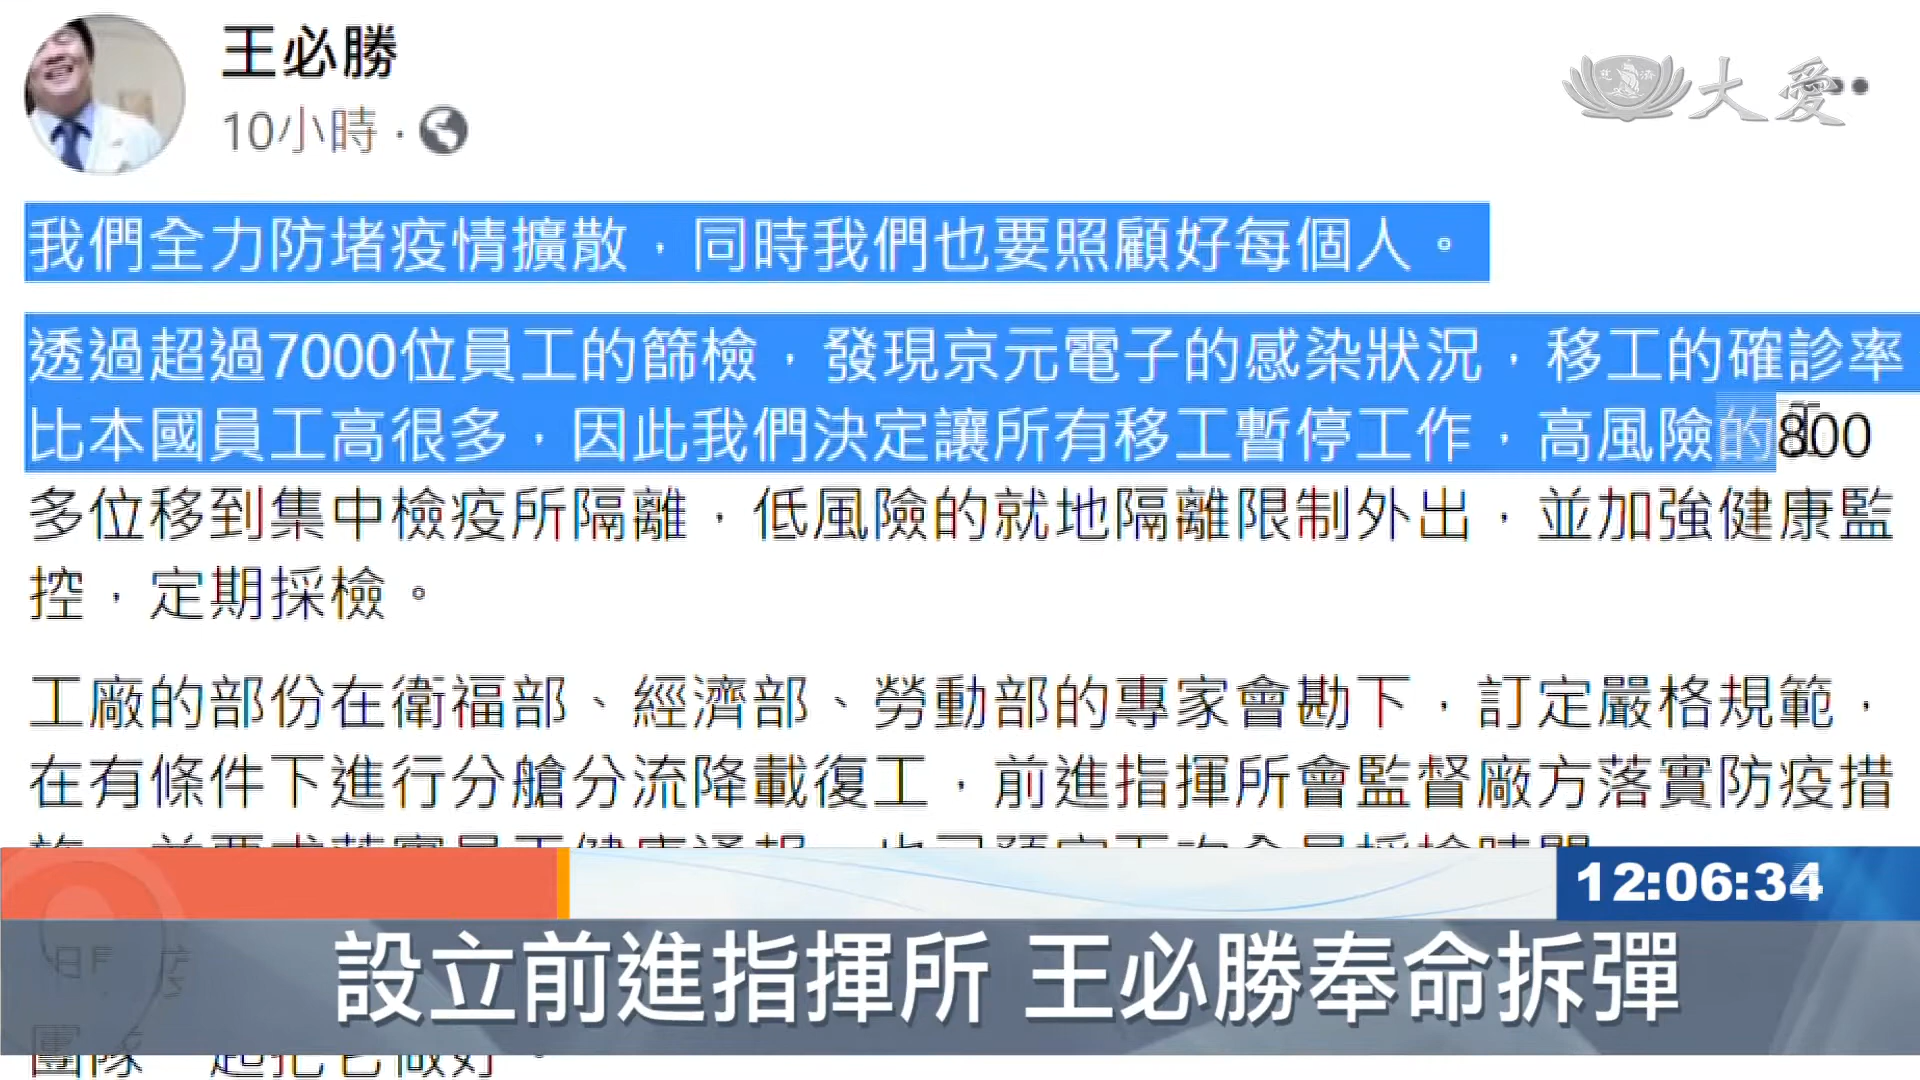 王必勝
10小時 ·
慈濟
大愛
我們全力防堵疫情擴散，同時我們也要照顧好每個人。
透過超過7000位員工的篩檢，發現京元電子的感染狀況，移工的確診率
比本國員工高很多，因此我們決定讓所有移工暫停工作，高風險的800
多位移到集中檢疫所隔離，低風險的就地隔離限制外出，並加強健康監
控，定期採檢。
工廠的部份在衛福部、經濟部、勞動部的專家會勘下，訂定嚴格規範，
在有條件下進行分艙分流降載復工，前進指揮所會監督廠方落實防疫措
12:06:34
設立前進指揮所 王必勝奉命拆彈